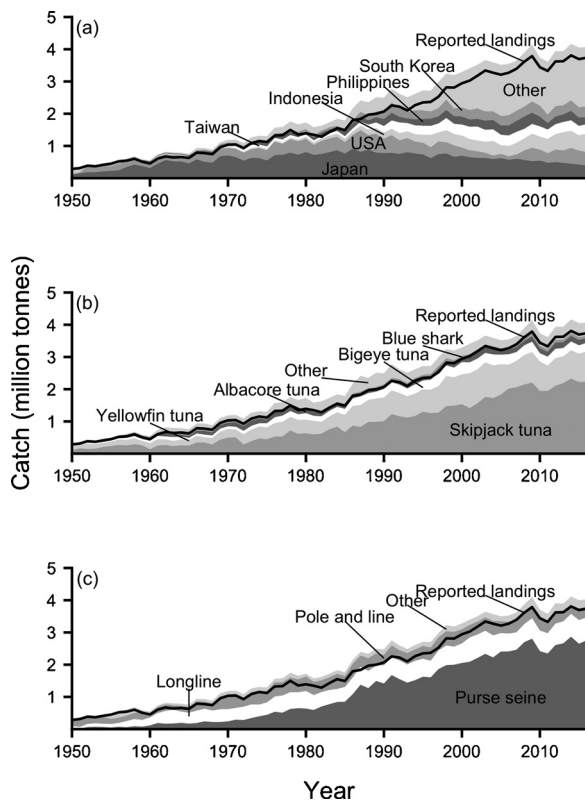 (a)
5
4
3
2
1
Reported landings
South Korea
Philippines
Other
Indonesia
Taiwan
USA
Japan
1950 1960 1970 1980 1990 2000 2010
Catch (million tonnes)
(b)
5
4
3
2
1
Reported landings
Blue shark
Bigeye tuna
Other
Albacore tuna
Yellowfin tuna
Skipjack tuna
1950 1960 1970 1980 1990 2000 2010
(c)
5
4
3
2
1
Reported landings
Other
Pole and line
Longline
Purse seine
1950 1960 1970 1980 1990 2000 2010
Year